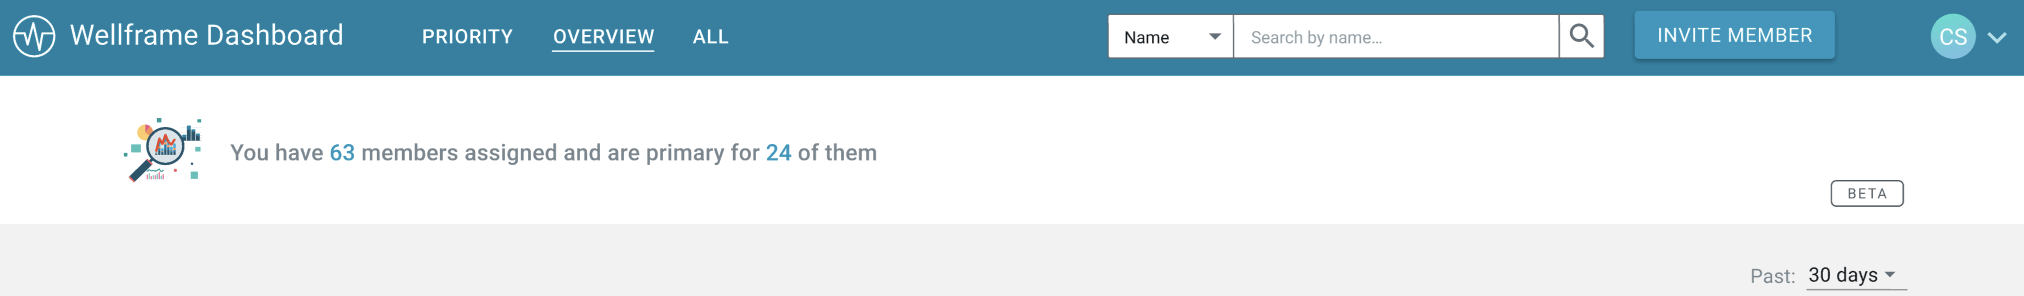 Wellframe Dashboard PRIORITY OVERVIEW ALL Name Search by name... INVITE MEMBER CS
You have 63 members assigned and are primary for 24 of them
BETA
Past: 30 days